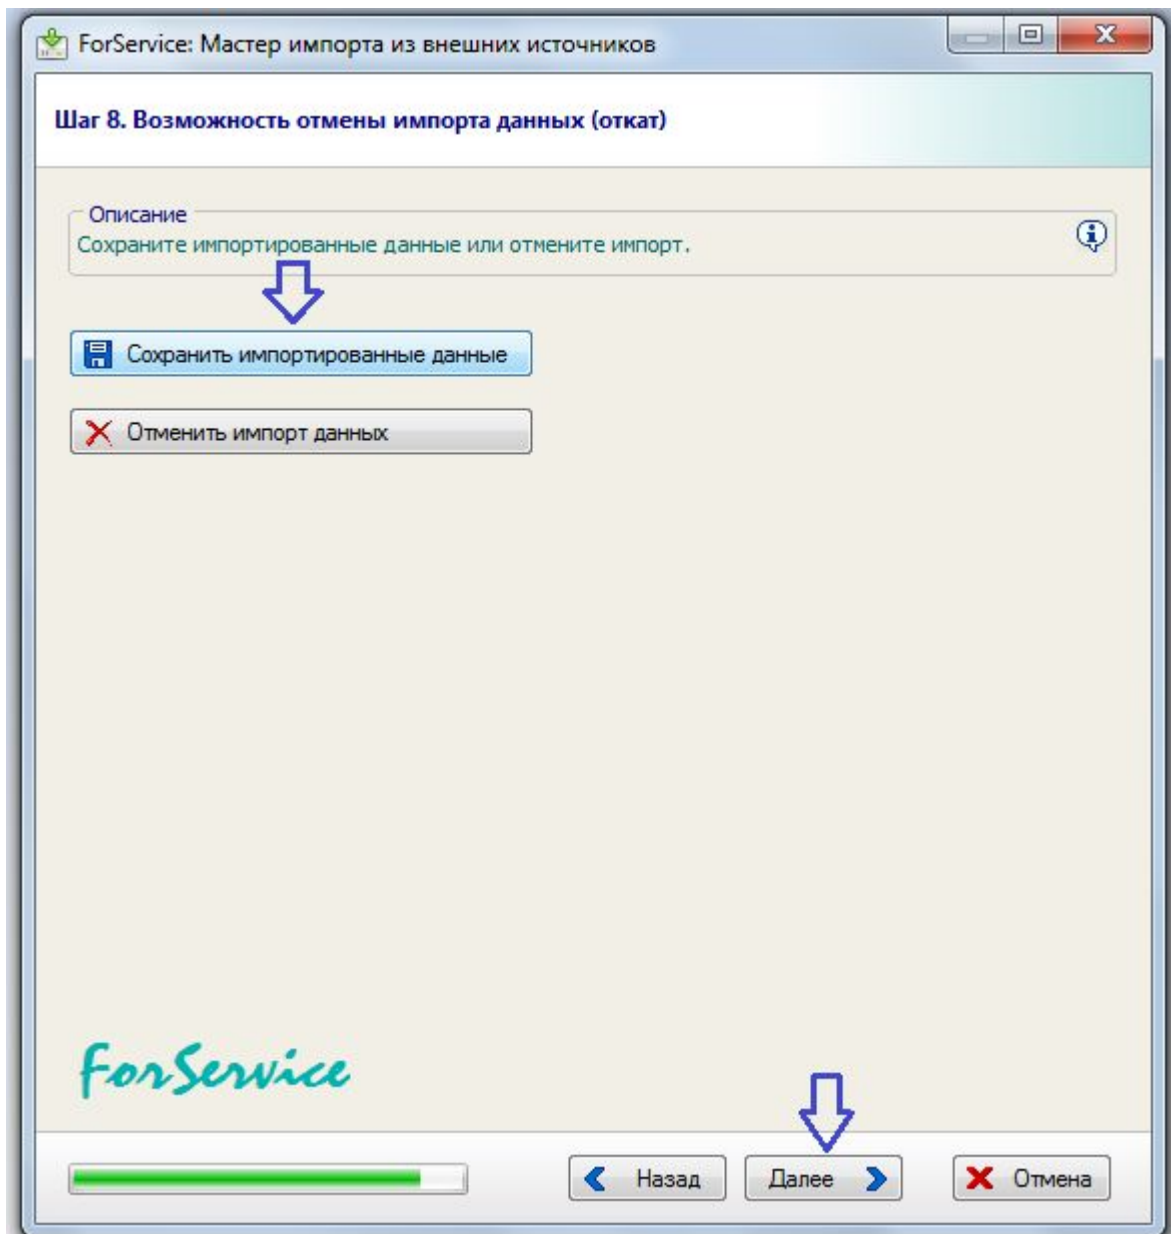 ForService: Мастер импорта из внешних источников
Шаг 8. Возможность отмены импорта данных (откат)
Описание
Сохраните импортированные данные или отмените импорт.
Сохранить импортированные данные
Отменить импорт данных
ForService
Назад Далее Отмена